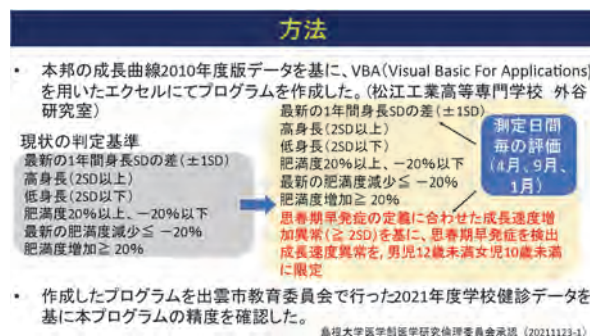 方法
• 本邦の成長曲線2010年度版データを基に、VBA(Visual Basic For Applications)
を用いたエクセルにてプログラムを作成した。(松江工業高等専門学校 外谷
研究室)
現状の判定基準
最新の1年間身長SDの差(±1SD)
高身長(2SD以上)
低身長(2SD以下)
肥満度20%以上、−20%以下
最新の肥満度減少≦ −20%
肥満度増加≧ 20%
最新の1年間身長SDの差(±1SD)
高身長(2SD以上)
低身長(2SD以下)
肥満度20%以上、−20%以下
最新の肥満度減少≦ −20%
肥満度増加≧ 20%
思春期早発症の定義に合わせた成長速度増
加異常(≧ 2SD)を基に、思春期早発症を検出
成長速度異常を,男児12歳未満女児10歳未満
に限定
測定日間
毎の評価
(4月、9月、
1月)
• 作成したプログラムを出雲市教育委員会で行った2021年度学校健診データを
基に本プログラムの精度を確認した。
島根大学医学部医学研究倫理委員会承認 (20211123-1)